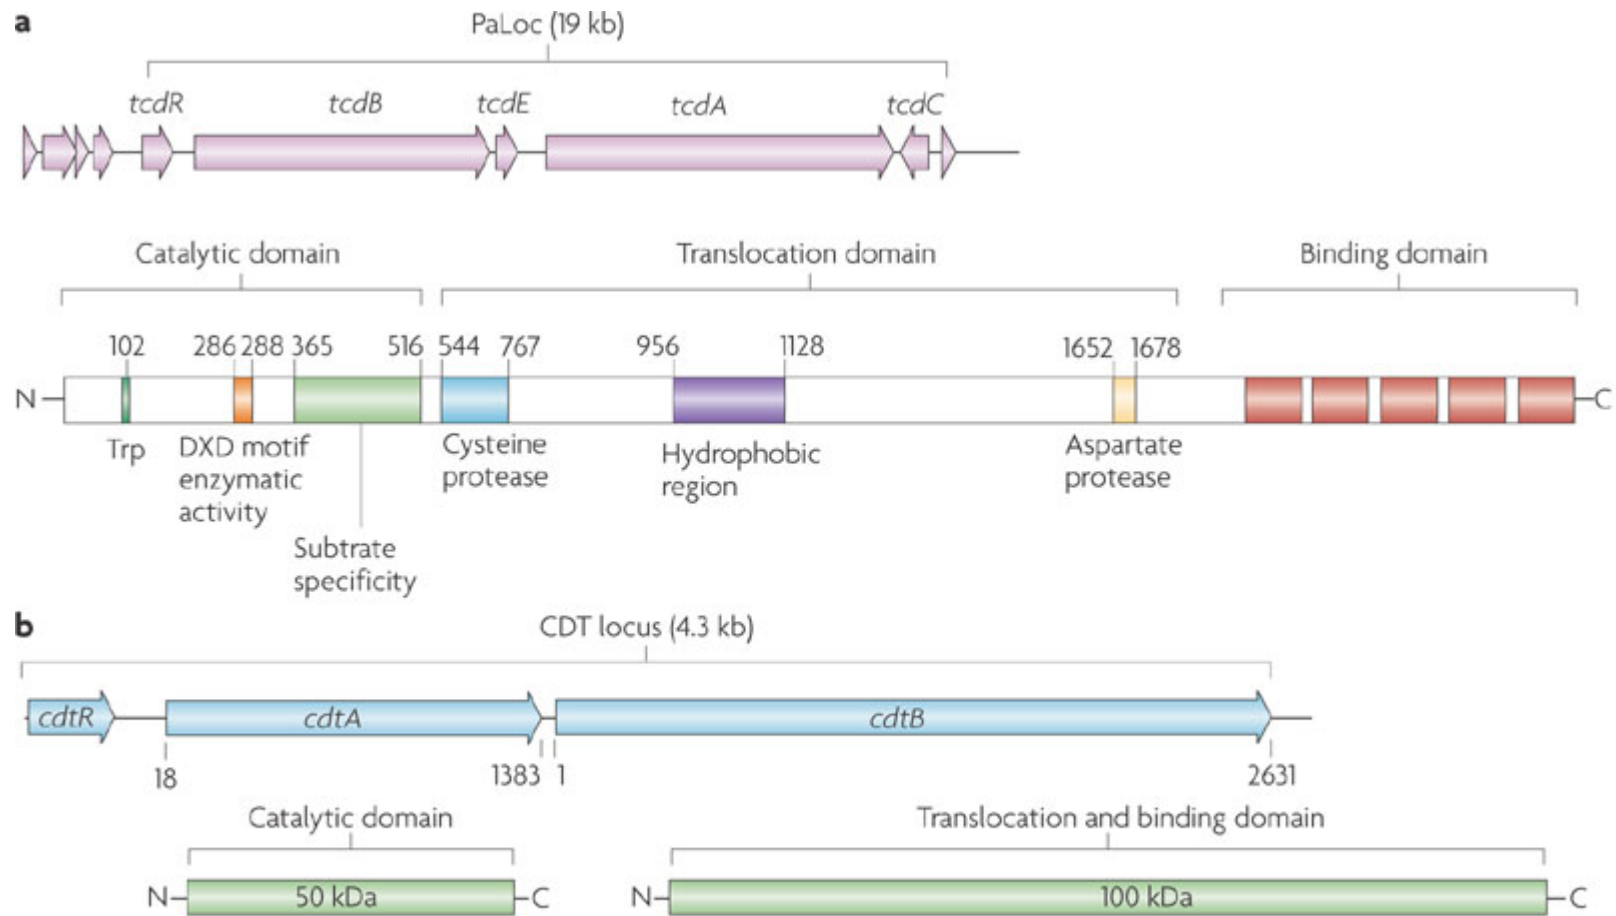 a
PaLoc (19 kb)
tcdR tcdB tcdE tcdA tcdC
Catalytic domain Translocation domain Binding domain
102 286 288 365 516 544 767 956 1128 1652 1678
N C
Trp
DXD motif
enzymatic
activity
Subtrate
specificity
Cysteine
protease
Hydrophobic
region
Aspartate
protease
b
CDT locus (4.3 kb)
cdtR cdtA cdtB
18 1383 1 2631
Catalytic domain Translocation and binding domain
N 50 kDa C N 100 kDa C